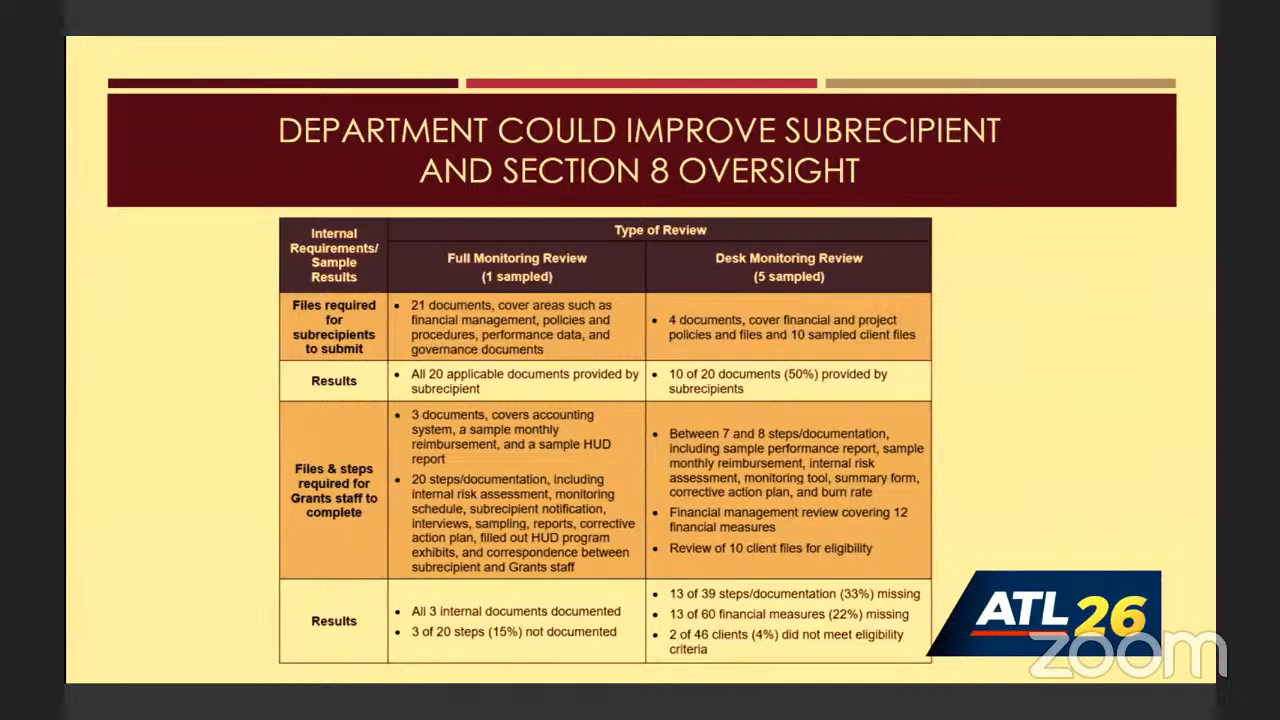 DEPARTMENT COULD IMPROVE SUBRECIPIENT
AND SECTION 8 OVERSIGHT
Internal
Requirements/
Sample
Results
Type of Review
Full Monitoring Review
(1 sampled)
Desk Monitoring Review
(5 sampled)
Files required
for
subrecipients
to submit
• 21 documents, cover areas such as
financial management, policies and
procedures, performance data, and
governance documents
• 4 documents, cover financial and project
policies and files and 10 sampled client files
Results
• All 20 applicable documents provided by
subrecipient
• 10 of 20 documents (50%) provided by
subrecipients
Files & steps
required for
Grants staff to
complete
• 3 documents, covers accounting
system, a sample monthly
reimbursement, and a sample HUD
report
• 20 steps/documentation, including
internal risk assessment, monitoring
schedule, subrecipient notification,
interviews, sampling, reports, corrective
action plan, filled out HUD program
exhibits, and correspondence between
subrecipient and Grants staff
• Between 7 and 8 steps/documentation,
including sample performance report, sample
monthly reimbursement, internal risk
assessment, monitoring tool, summary form,
corrective action plan, and burn rate
• Financial management review covering 12
financial measures
• Review of 10 client files for eligibility
Results
• All 3 internal documents documented
• 3 of 20 steps (15%) not documented
• 13 of 39 steps/documentation (33%) missing
• 13 of 60 financial measures (22%) missing
• 2 of 46 clients (4%) did not meet eligibility
criteria
ATL 26
zoom